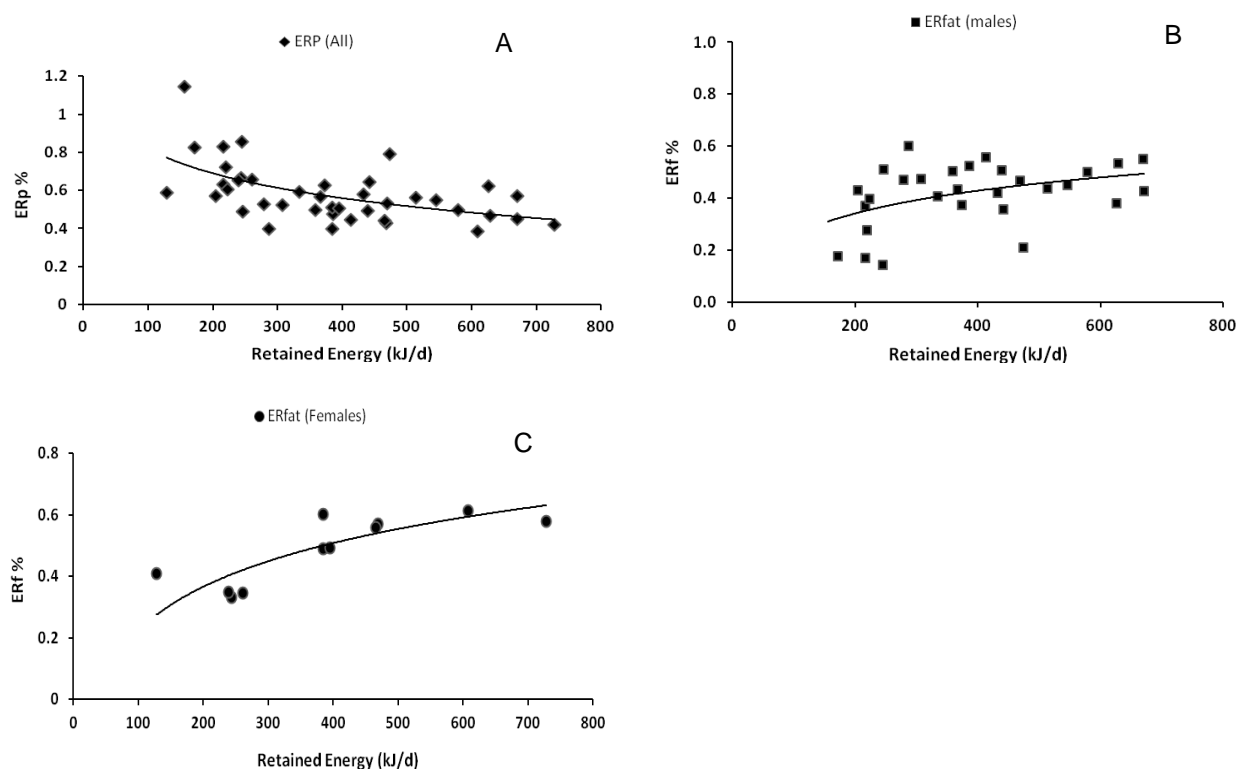 ERP (All)
A
1.2
1
0.8
0.6
0.4
0.2
0
ERp %
0 100 200 300 400 500 600 700 800
Retained Energy (kJ/d)
ERfat (males)
B
1.0
0.8
0.6
0.4
0.2
0.0
ERf %
0 200 400 600 800
Retained Energy (kJ/d)
ERfat (Females)
C
0.8
0.6
0.4
0.2
0
ERf %
0 100 200 300 400 500 600 700 800
Retained Energy (kJ/d)